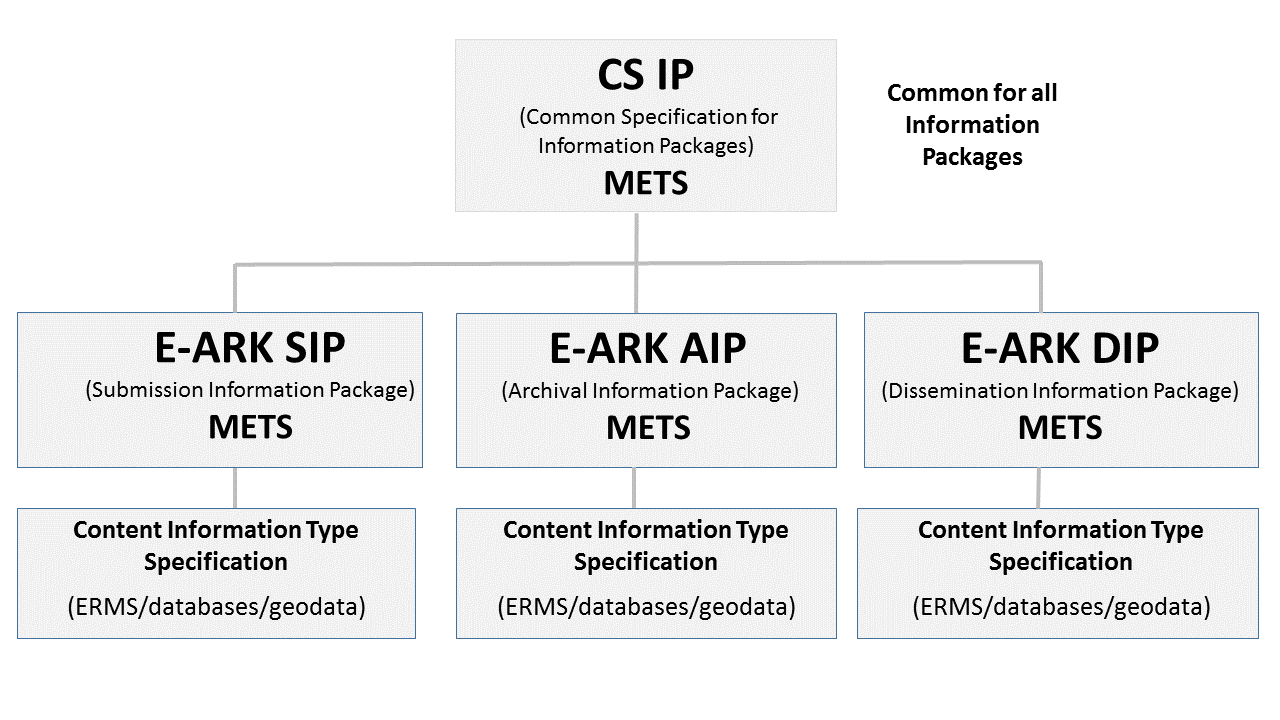 CS IP
(Common Specification for
Information Packages)
METS
Common for all
Information
Packages
E-ARK SIP
(Submission Information Package)
METS
E-ARK AIP
(Archival Information Package)
METS
E-ARK DIP
(Dissemination Information Package)
METS
Content Information Type
Specification
(ERMS/databases/geodata)
Content Information Type
Specification
(ERMS/databases/geodata)
Content Information Type
Specification
(ERMS/databases/geodata)